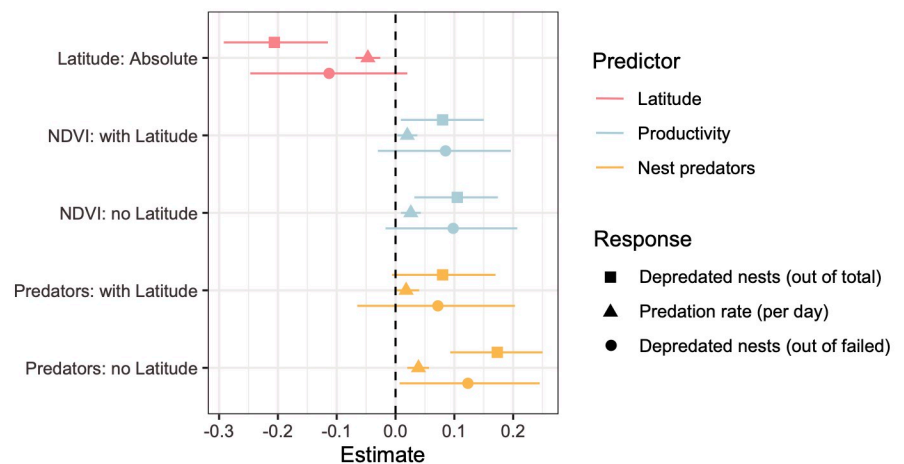 Latitude: Absolute
NDVI: with Latitude
NDVI: no Latitude
Predators: with Latitude
Predators: no Latitude
-0.3 -0.2 -0.1 0.0 0.1 0.2
Estimate
Predictor
Latitude
Productivity
Nest predators
Response
Depredated nests (out of total)
Predation rate (per day)
Depredated nests (out of failed)